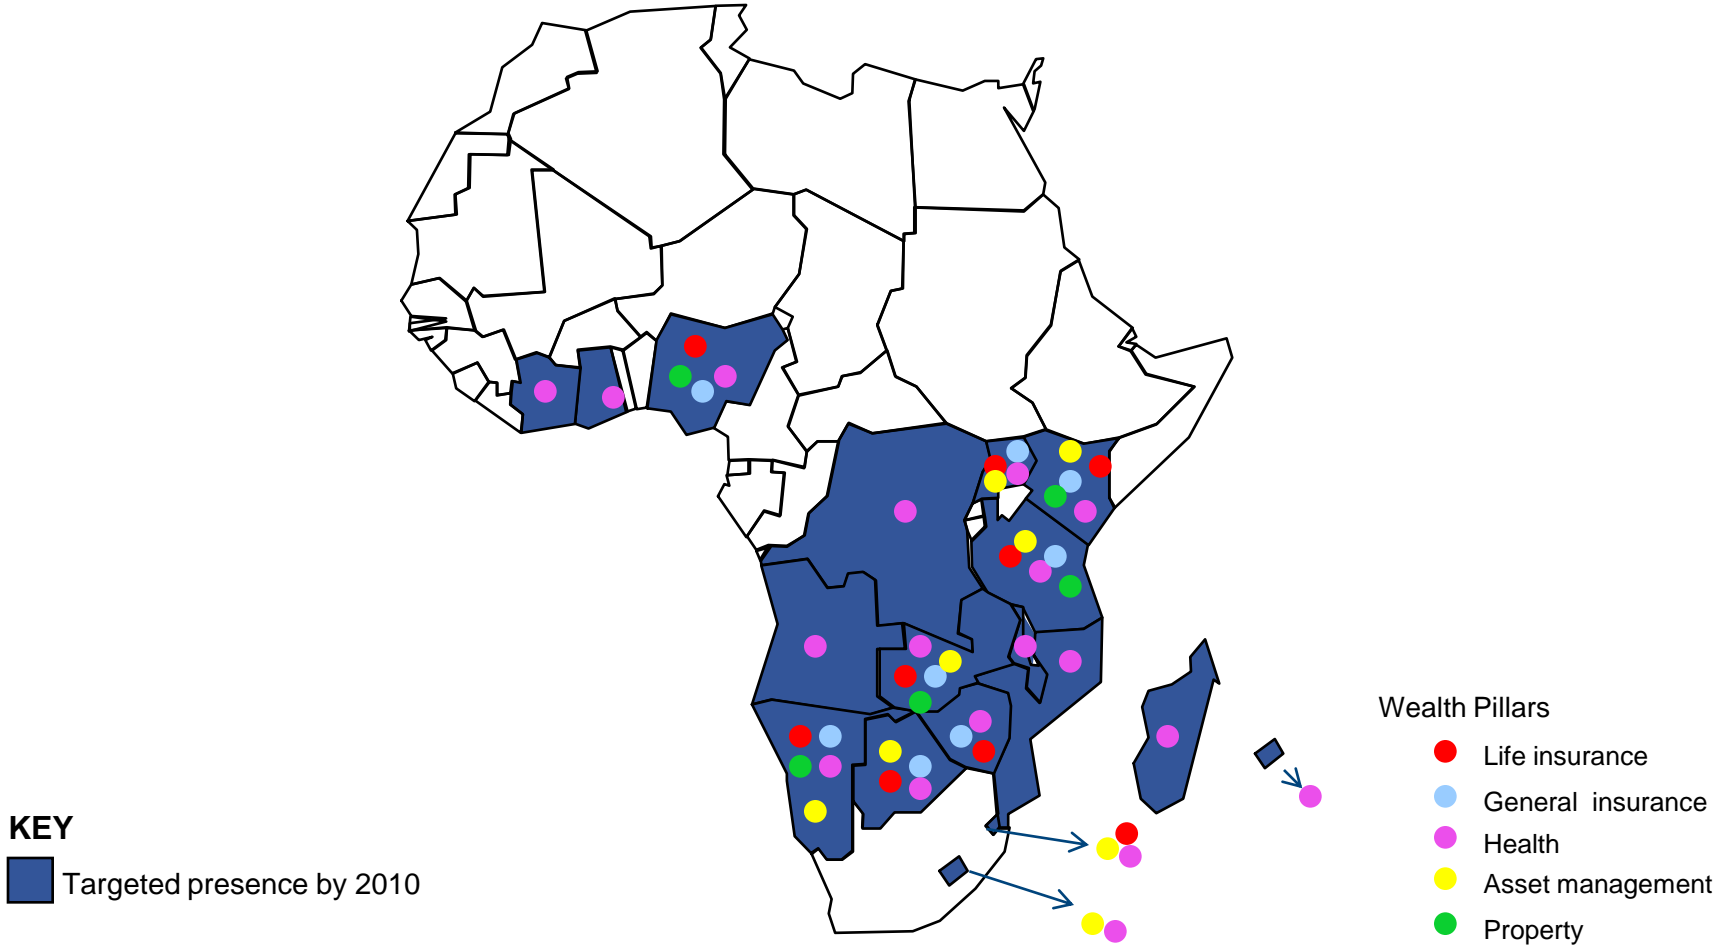 Wealth Pillars
Life insurance
General insurance
Health
Asset management
Property
KEY
Targeted presence by 2010